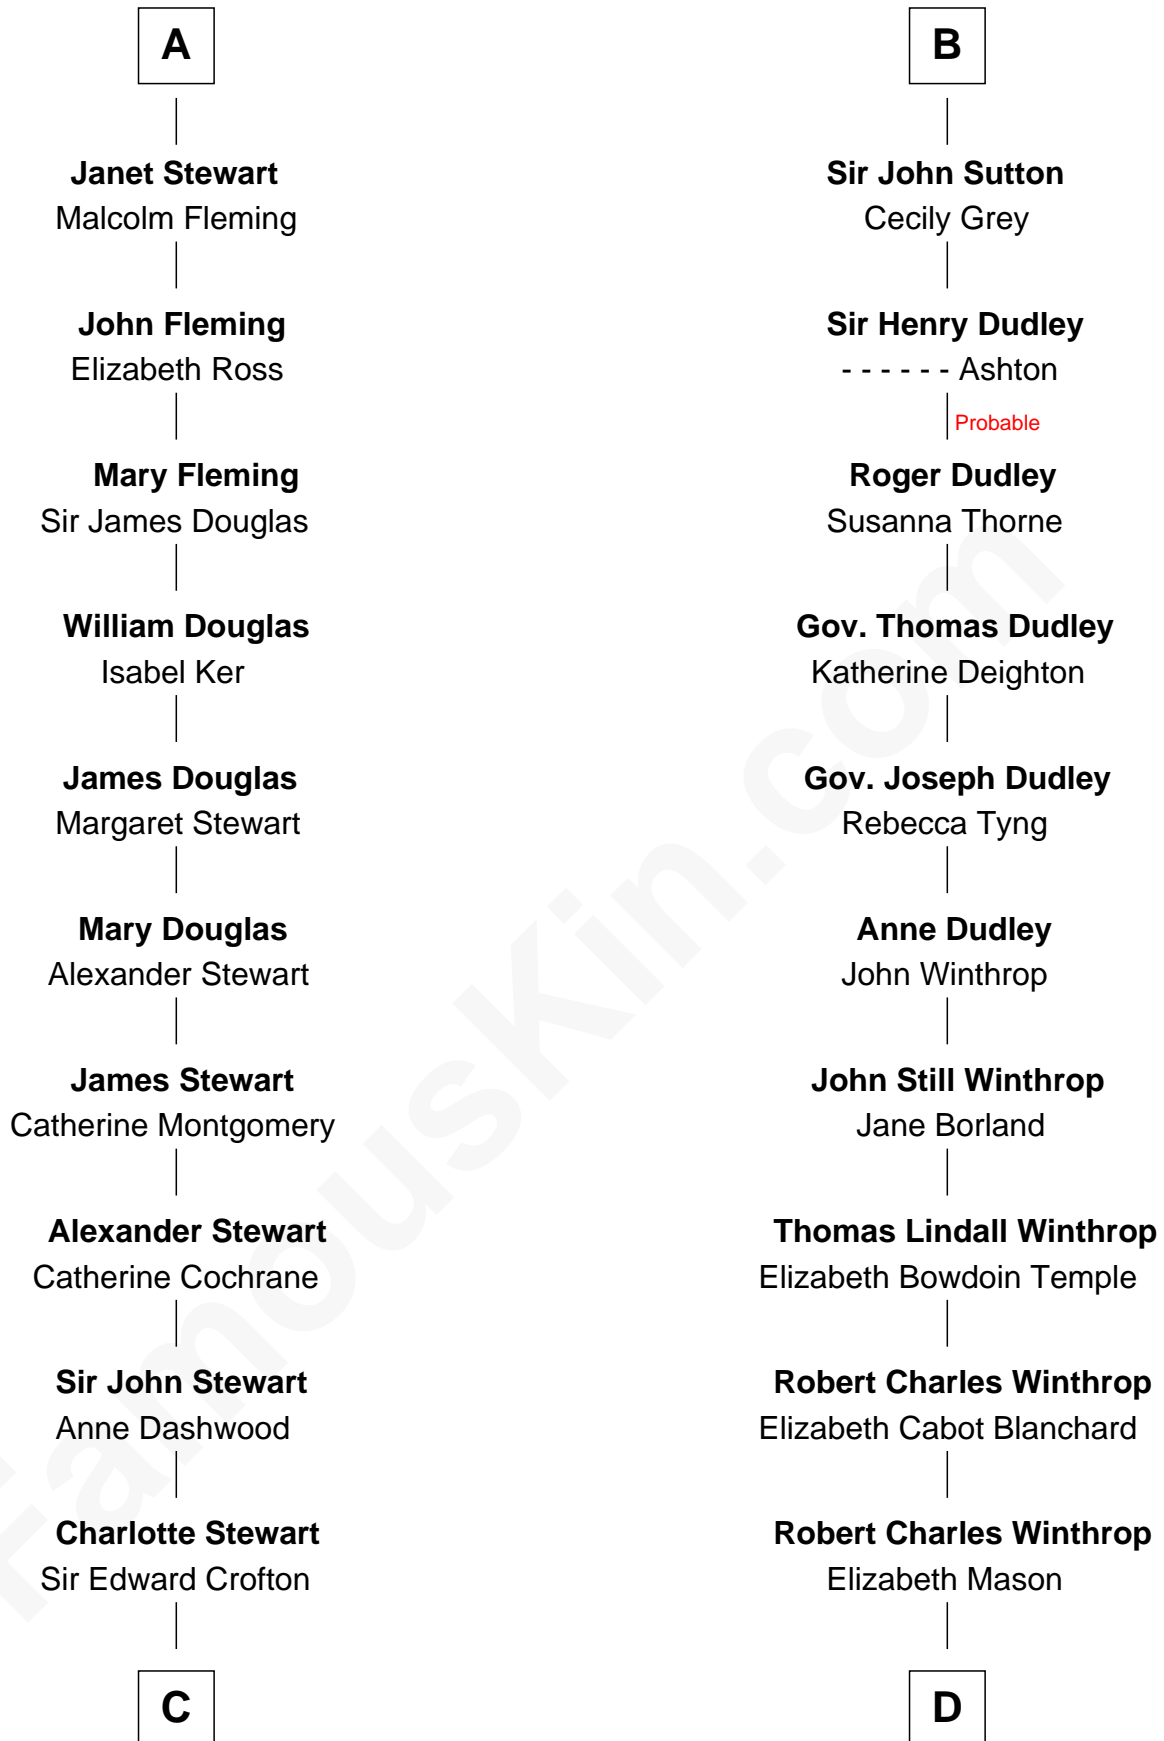 A
Janet Stewart
Malcolm Fleming
John Fleming
Elizabeth Ross
Mary Fleming
Sir James Douglas
William Douglas
Isabel Ker
James Douglas
Margaret Stewart
Mary Douglas
Alexander Stewart
James Stewart
Catherine Montgomery
Alexander Stewart
Catherine Cochrane
Sir John Stewart
Anne Dashwood
Charlotte Stewart
Sir Edward Crofton
C
B
Sir John Sutton
Cecily Grey
Sir Henry Dudley
- - - - - - Ashton
Probable
Roger Dudley
Susanna Thorne
Gov. Thomas Dudley
Katherine Deighton
Gov. Joseph Dudley
Rebecca Tyng
Anne Dudley
John Winthrop
John Still Winthrop
Jane Borland
Thomas Lindall Winthrop
Elizabeth Bowdoin Temple
Robert Charles Winthrop
Elizabeth Cabot Blanchard
Robert Charles Winthrop
Elizabeth Mason
D
FamousKin.com